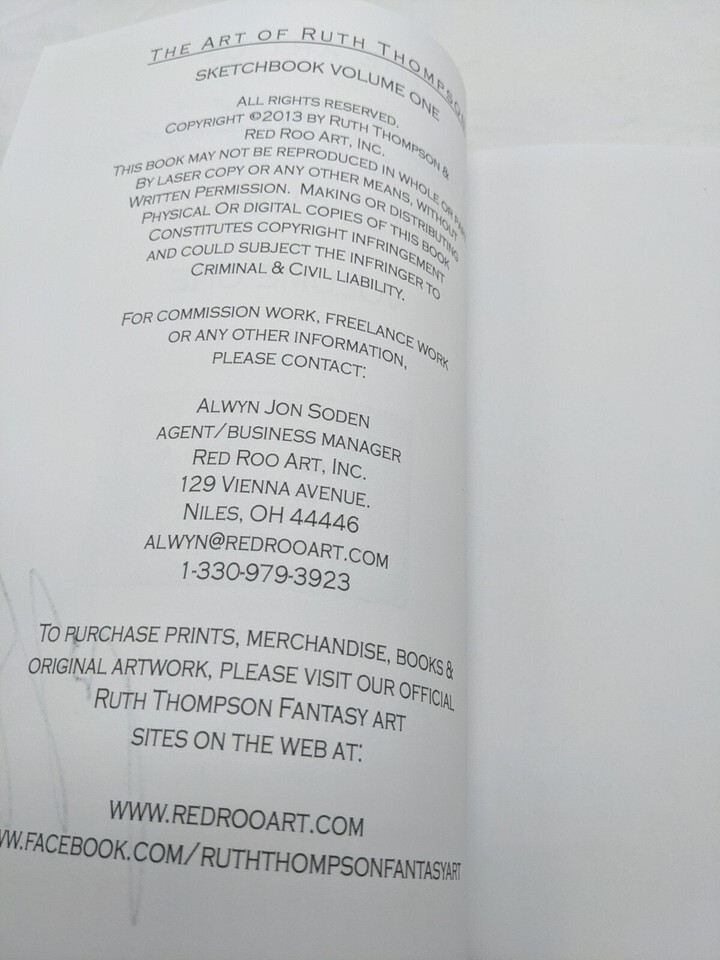 THE ART OF RUTH THOMPSON
SKETCHBOOK VOLUME ONE
ALL RIGHTS RESERVED.
COPYRIGHT ©2013 BY RUTH THOMPSON &
RED ROO ART, INC.
THIS BOOK MAY NOT BE REPRODUCED IN WHOLE OR PART
BY LASER COPY OR ANY OTHER MEANS, WITHOUT
WRITTEN PERMISSION. MAKING OR DISTRIBUTING
PHYSICAL OR DIGITAL COPIES OF THIS BOOK
CONSTITUTES COPYRIGHT INFRINGEMENT
AND COULD SUBJECT THE INFRINGER TO
CRIMINAL & CIVIL LIABILITY.
FOR COMMISSION WORK, FREELANCE WORK
OR ANY OTHER INFORMATION,
PLEASE CONTACT:
ALWYN JON SODEN
AGENT/BUSINESS MANAGER
RED ROO ART, INC.
129 VIENNA AVENUE.
NILES, OH 44446
ALWYN@REDROOART.COM
1-330-979-3923
TO PURCHASE PRINTS, MERCHANDISE, BOOKS &
ORIGINAL ARTWORK, PLEASE VISIT OUR OFFICIAL
RUTH THOMPSON FANTASY ART
SITES ON THE WEB AT:
WWW.REDROOART.COM
WW.FACEBOOK.COM/RUTHTHOMPSONFANTASYART